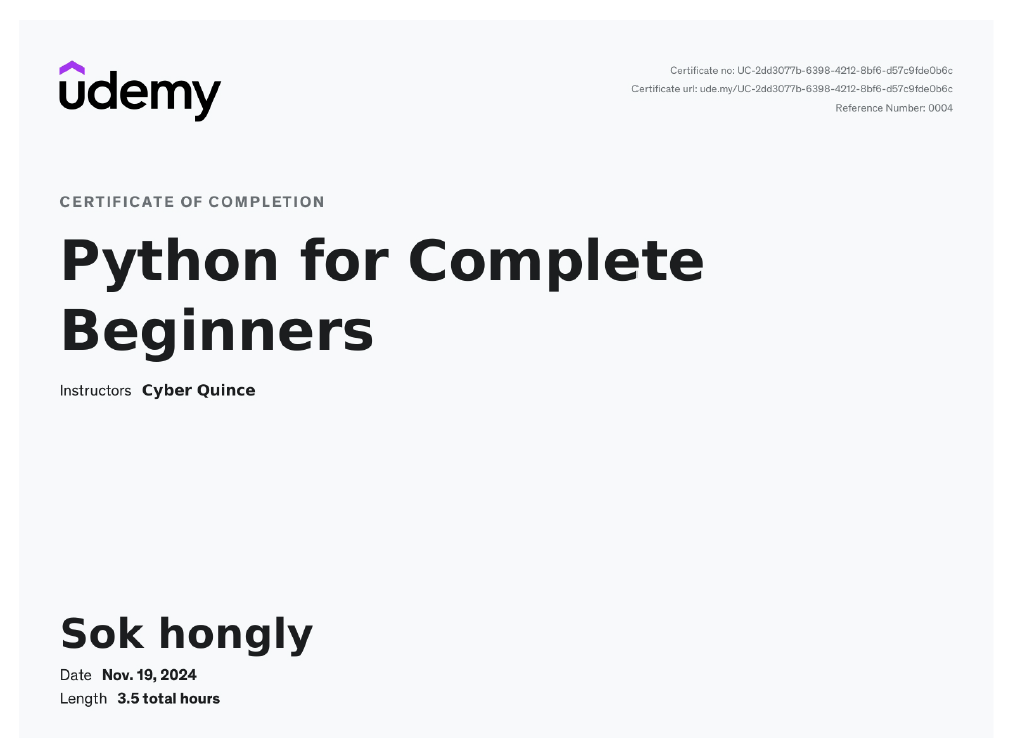 udemy
Certificate no: UC-2dd3077b-6398-4212-8bf6-d57c9fde0b6c
Certificate url: ude.my/UC-2dd3077b-6398-4212-8bf6-d57c9fde0b6c
Reference Number: 0004
CERTIFICATE OF COMPLETION
Python for Complete
Beginners
Instructors Cyber Quince
Sok hongly
Date Nov. 19, 2024
Length 3.5 total hours